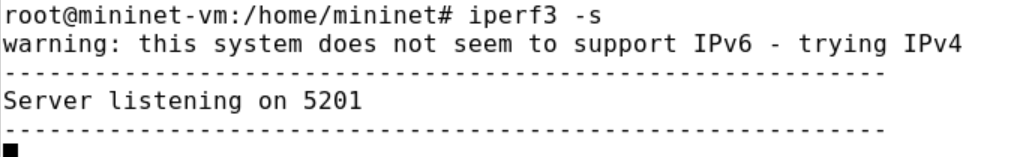 root@mininet-vm:/home/mininet# iperf3 -s
warning: this system does not seem to support IPv6 - trying IPv4
-----------------------------------------------------------
Server listening on 5201
-----------------------------------------------------------